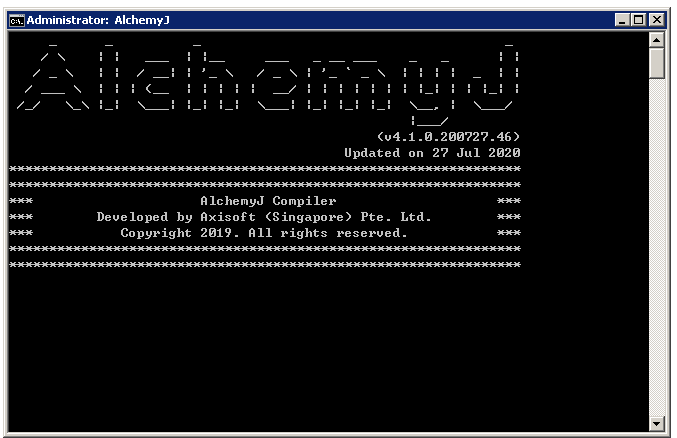 Administrator: AlchemyJ
AlchemyJ
(v4.1.0.200727.46)
Updated on 27 Jul 2020
****************************************************************
****************************************************************
*** AlchemyJ Compiler ***
*** Developed by Axisoft (Singapore) Pte. Ltd. ***
*** Copyright 2019. All rights reserved. ***
****************************************************************
****************************************************************